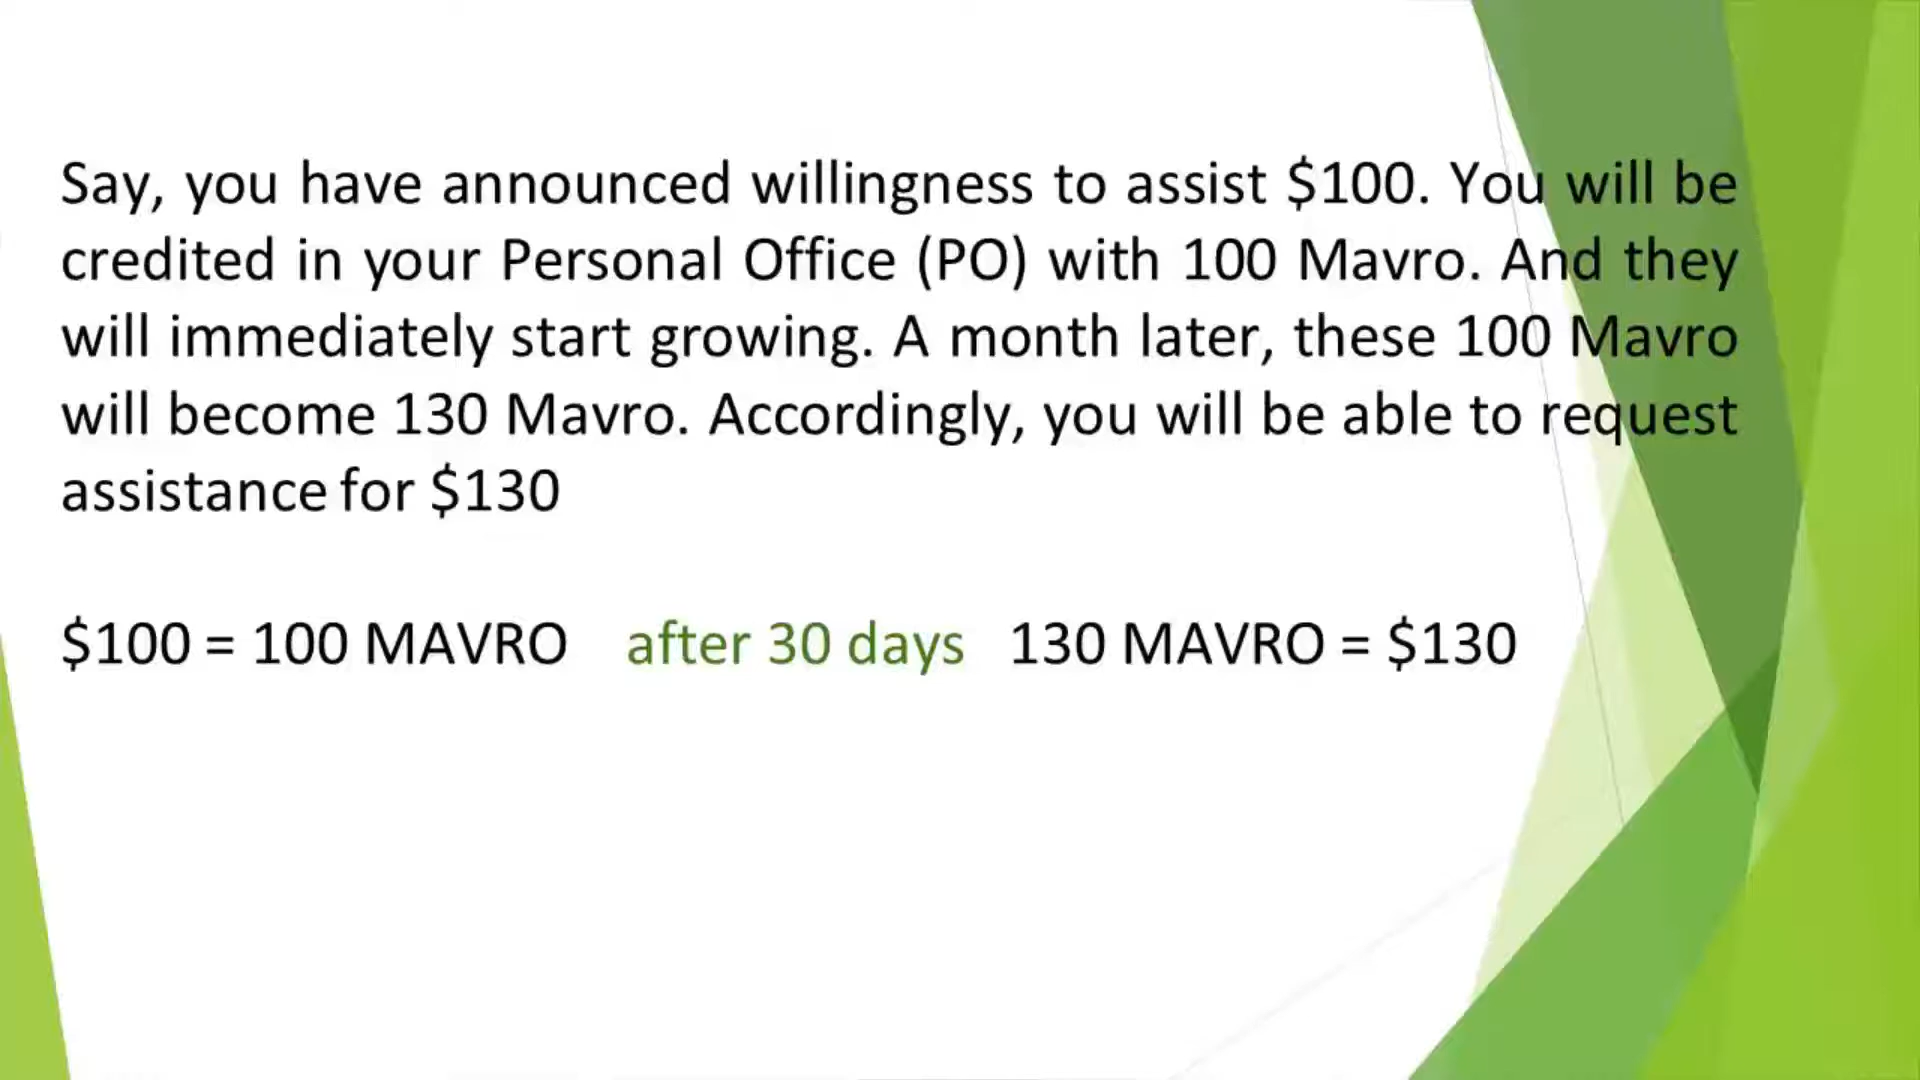 Say, you have announced willingness to assist $100. You will be
credited in your Personal Office (PO) with 100 Mavro. And they
will immediately start growing. A month later, these 100 Mavro
will become 130 Mavro. Accordingly, you will be able to request
assistance for $130
$100 = 100 MAVRO after 30 days 130 MAVRO = $130